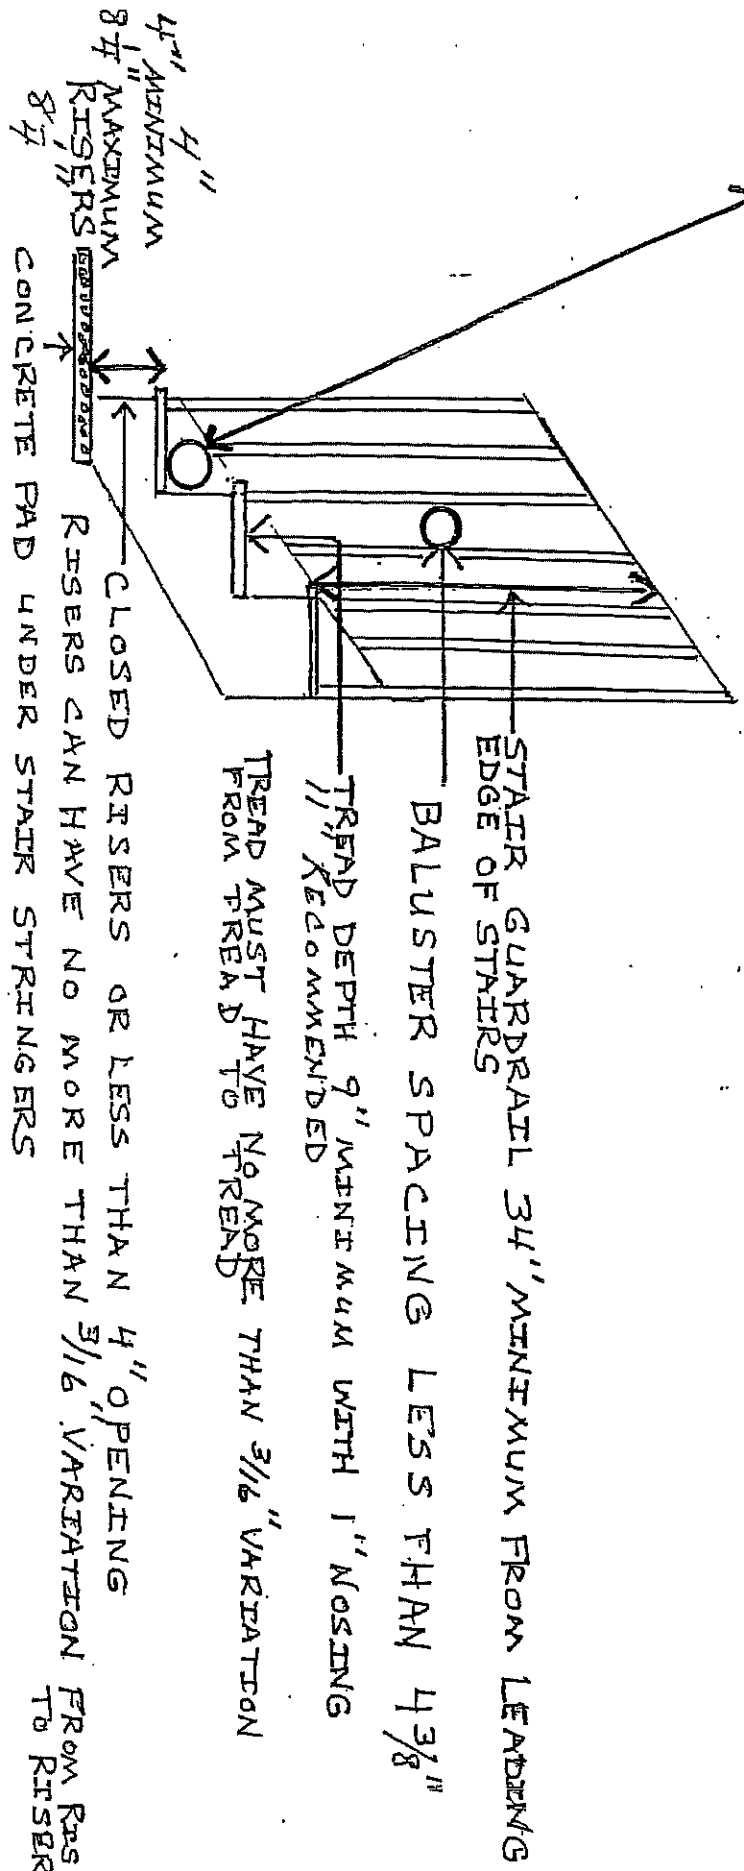 STAIR GUARDRAIL 34" MINIMUM FROM LEADING
EDGE OF STAIRS
BALUSTER SPACING LESS THAN 4 3/8"
TREAD DEPTH 9" MINIMUM WITH 1" NOSING
11" RECOMMENDED
TREAD MUST HAVE NO MORE THAN 3/16" VARIATION
FROM TREAD TO TREAD
4" MINIMUM 4"
8 1/4" MAXIMUM
RISERS
8 1/4"
CLOSED RISERS OR LESS THAN 4" OPENING
RISERS CAN HAVE NO MORE THAN 3/16" VARIATION FROM RIS
TO RISER
CONCRETE PAD UNDER STAIR STRINGERS